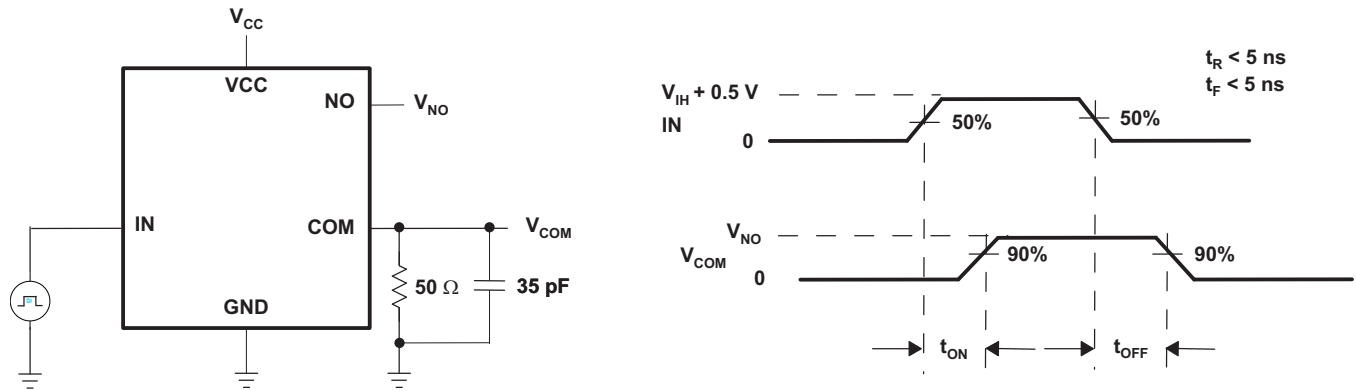 V_CC
VCC
NO
V_NO
IN
COM
V_COM
50 Ω
35 pF
GND
t_R < 5 ns
t_F < 5 ns
V_IH + 0.5 V
IN
0
50%
50%
V_NO
V_COM
0
90%
90%
t_ON
t_OFF